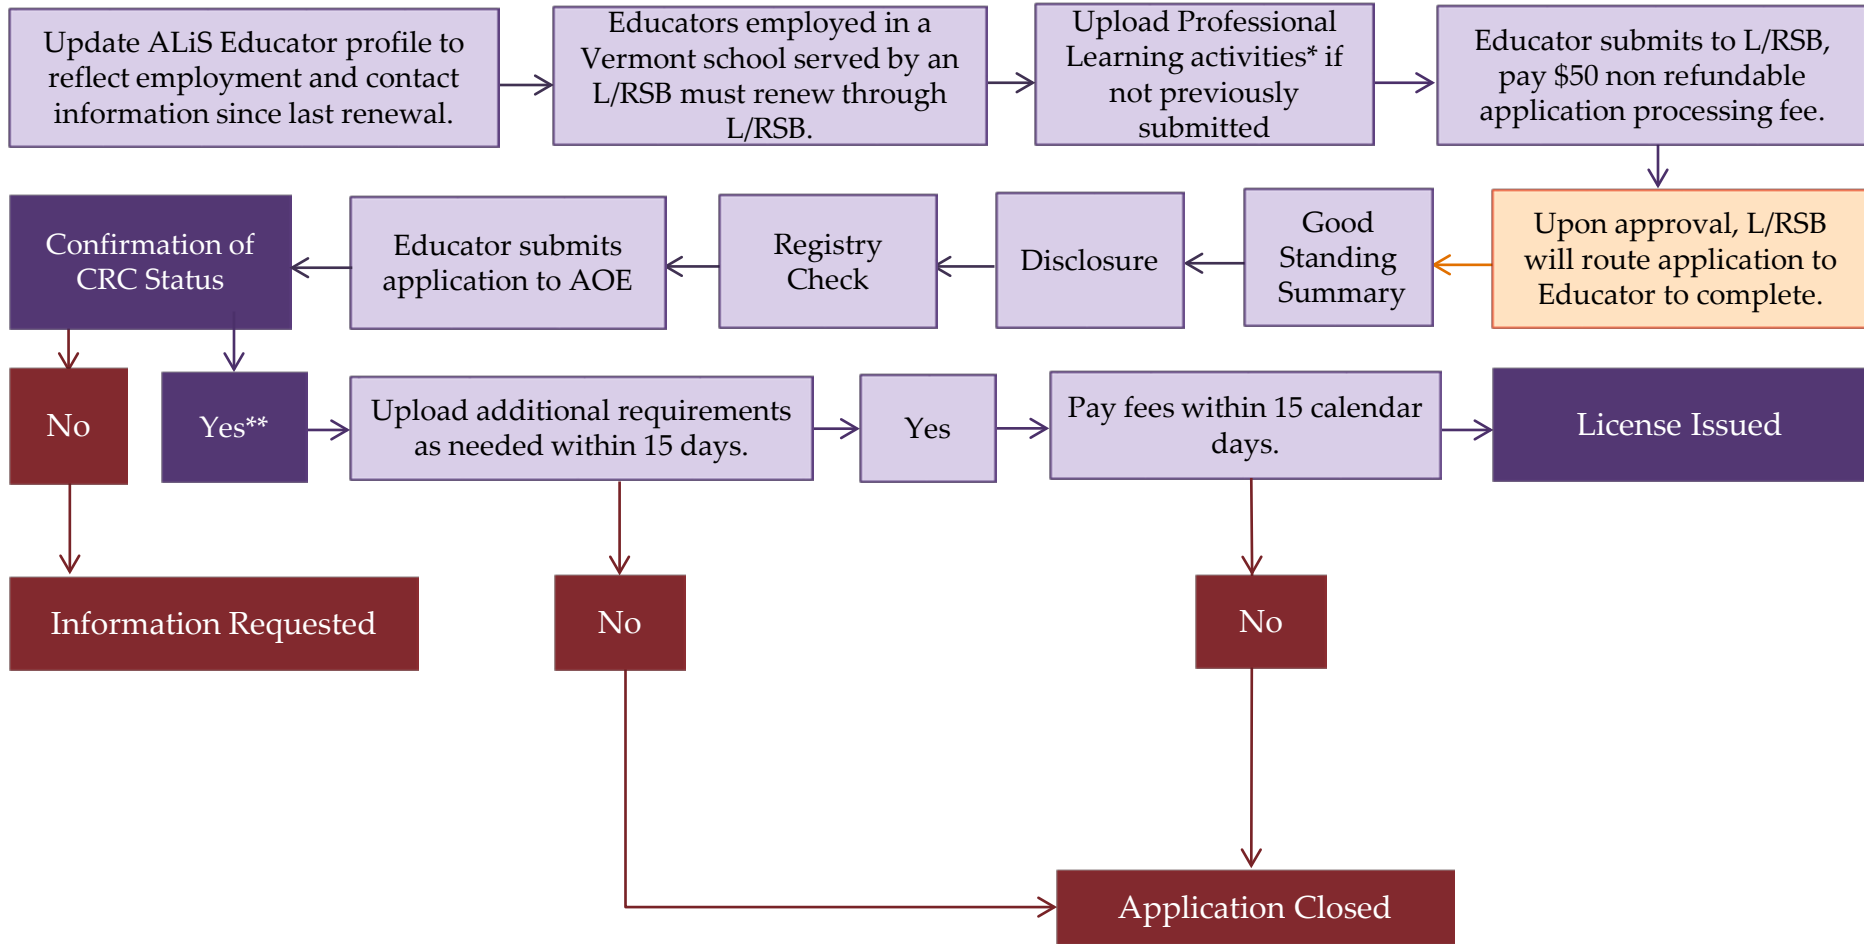 Update ALiS Educator profile to
reflect employment and contact
information since last renewal.
Educators employed in a
Vermont school served by an
L/RSB must renew through
L/RSB.
Upload Professional
Learning activities* if
not previously
submitted
Educator submits to L/RSB,
pay $50 non refundable
application processing fee.
Upon approval, L/RSB
will route application to
Educator to complete.
Good
Standing
Summary
Disclosure
Registry
Check
Educator submits
application to AOE
Confirmation of
CRC Status
No
Yes**
Upload additional requirements
as needed within 15 days.
Yes
Pay fees within 15 calendar
days.
License Issued
Information Requested
No
No
Application Closed